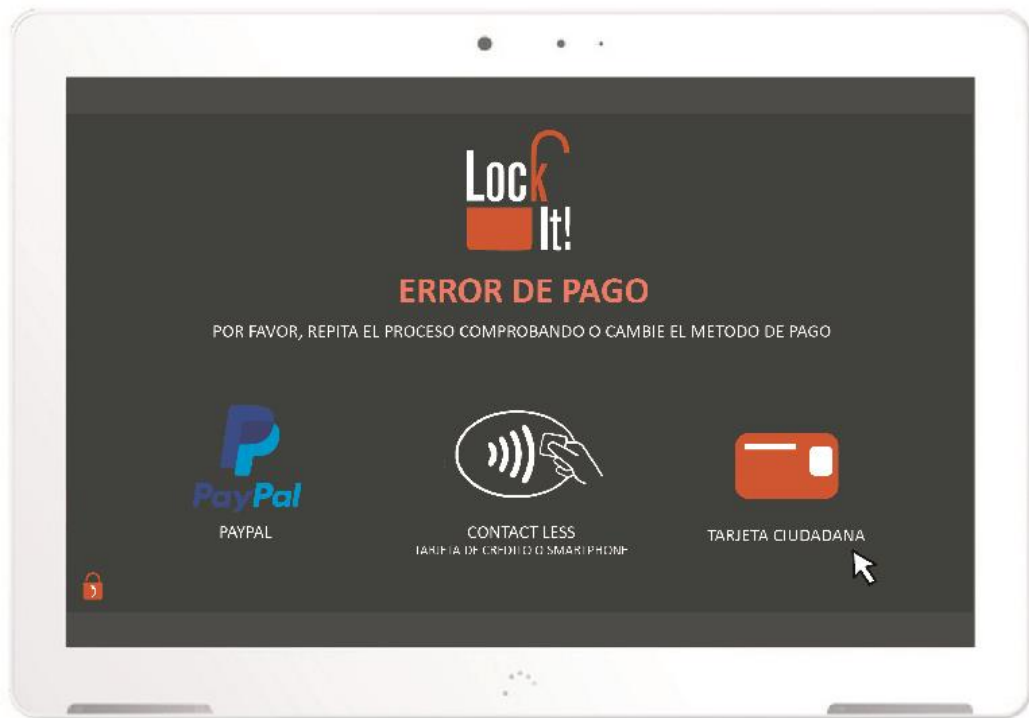 Lock
It!
ERROR DE PAGO
POR FAVOR, REPITA EL PROCESO COMPROBANDO O CAMBIE EL METODO DE PAGO
PayPal
PAYPAL
CONTACT LESS
TARJETA DE CREDITO O SMARTPHONE
TARJETA CIUDADANA